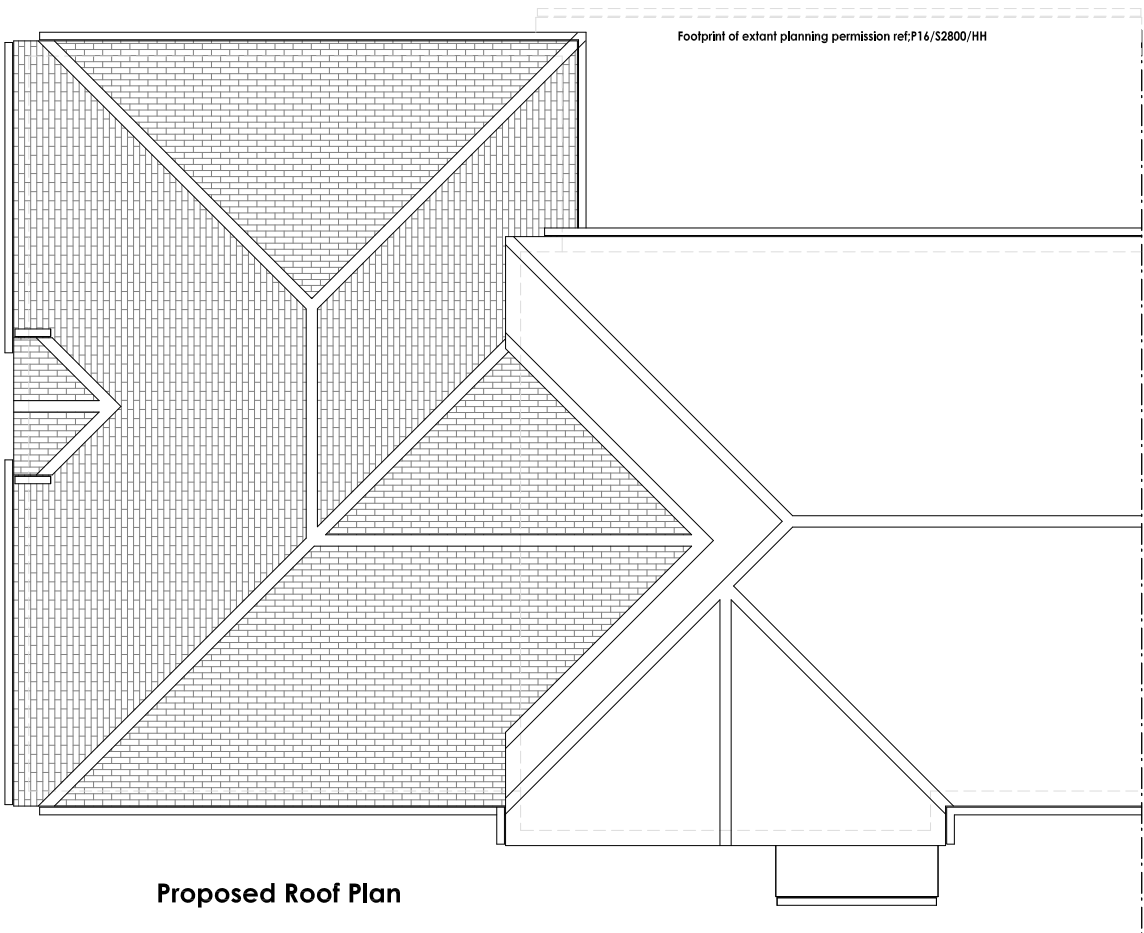 Footprint of extant planning permission ref;P16/S2800/HH
Proposed Roof Plan